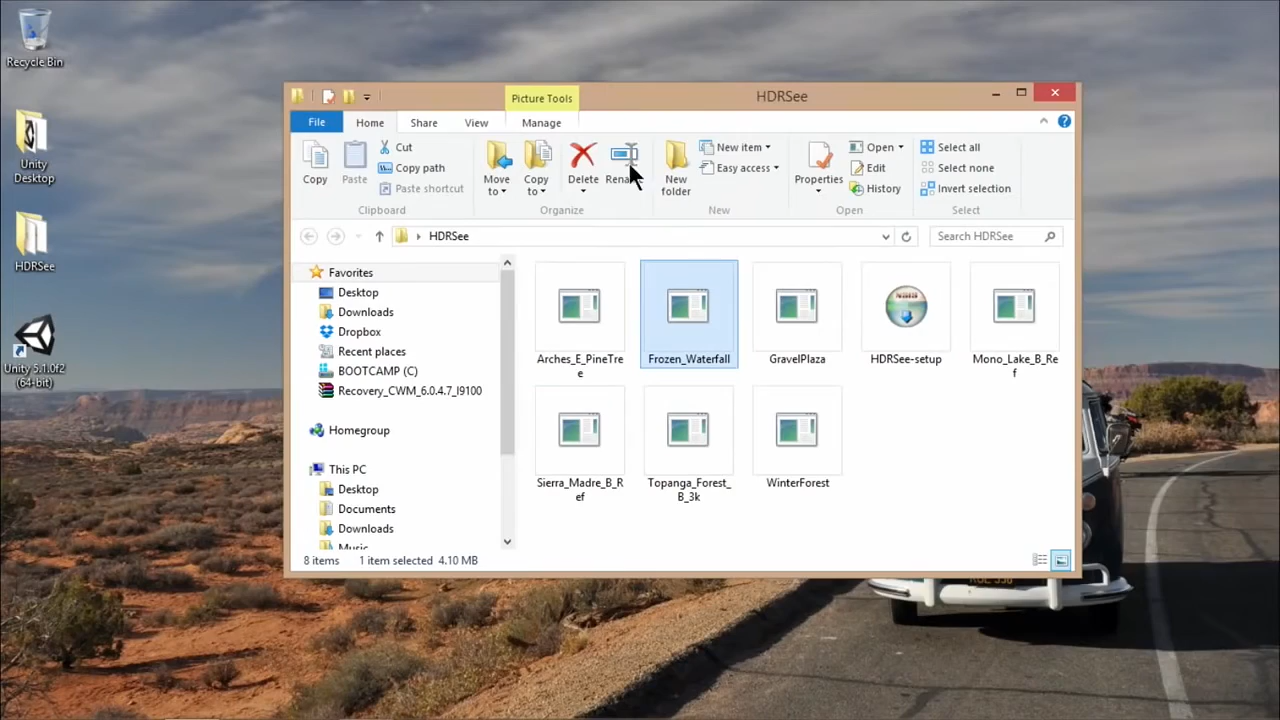 Recycle Bin
Unity
Desktop
HDRSee
Unity 5.1.0f2
(64-bit)
Picture Tools
HDRSee
File
Home
Share
View
Manage
Copy
Paste
Cut
Copy path
Paste shortcut
Clipboard
Move
to
Copy
to
Delete
Organize
New
folder
New item
Easy access
New
Properties
Open
Edit
History
Open
Select all
Select none
Invert selection
Select
HDRSee
Search HDRSee
Favorites
Desktop
Downloads
Dropbox
Recent places
BOOTCAMP (C)
Recovery_CWM_6.0.4.7_I9100
Homegroup
This PC
Desktop
Documents
Downloads
Music
Arches_E_PineTre
e
Frozen_Waterfall
GravelPlaza
HDRSee-setup
Mono_Lake_B_Re
f
Sierra_Madre_B_R
ef
Topanga_Forest_
B_3k
WinterForest
8 items
1 item selected 4.10 MB